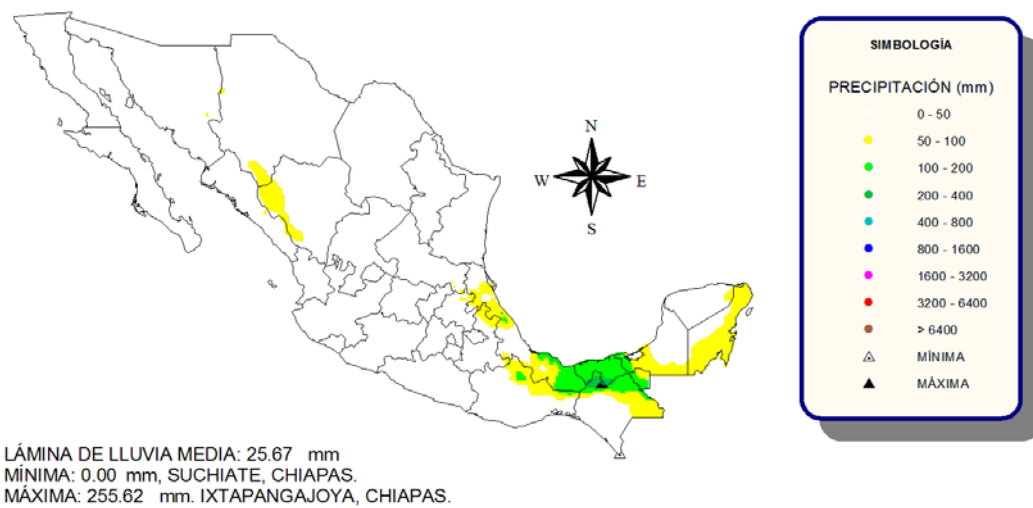 SIMBOLOGÍA
PRECIPITACIÓN (mm)
0 - 50
50 - 100
100 - 200
200 - 400
400 - 800
800 - 1600
1600 - 3200
3200 - 6400
> 6400
MÍNIMA
MÁXIMA
N
W
E
S
LÁMINA DE LLUVIA MEDIA: 25.67 mm
MÍNIMA: 0.00 mm, SUCHIATE, CHIAPAS.
MÁXIMA: 255.62 mm. IXTAPANGAJOYA, CHIAPAS.